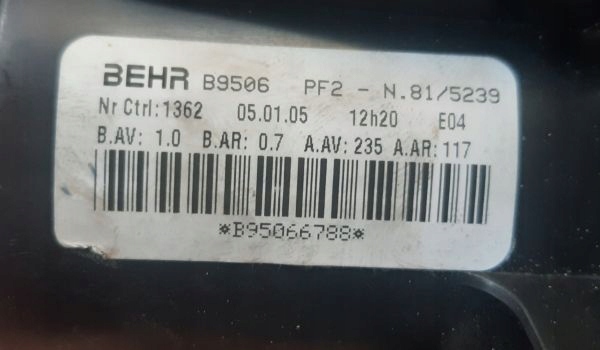 BEHR B9506 PF2 - N.81/5239
Nr Ctrl:1362 05.01.05 12h20 E04
B.AV: 1.0 B.AR: 0.7 A.AV: 235 A.AR: 117
*B95066788*